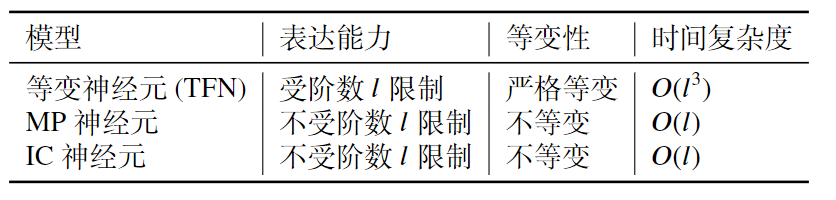 模型 表达能力 等变性 时间复杂度
等变神经元 (TFN) 受阶数 l 限制 严格等变 O(l³)
MP 神经元 不受阶数 l 限制 不等变 O(l)
IC 神经元 不受阶数 l 限制 不等变 O(l)